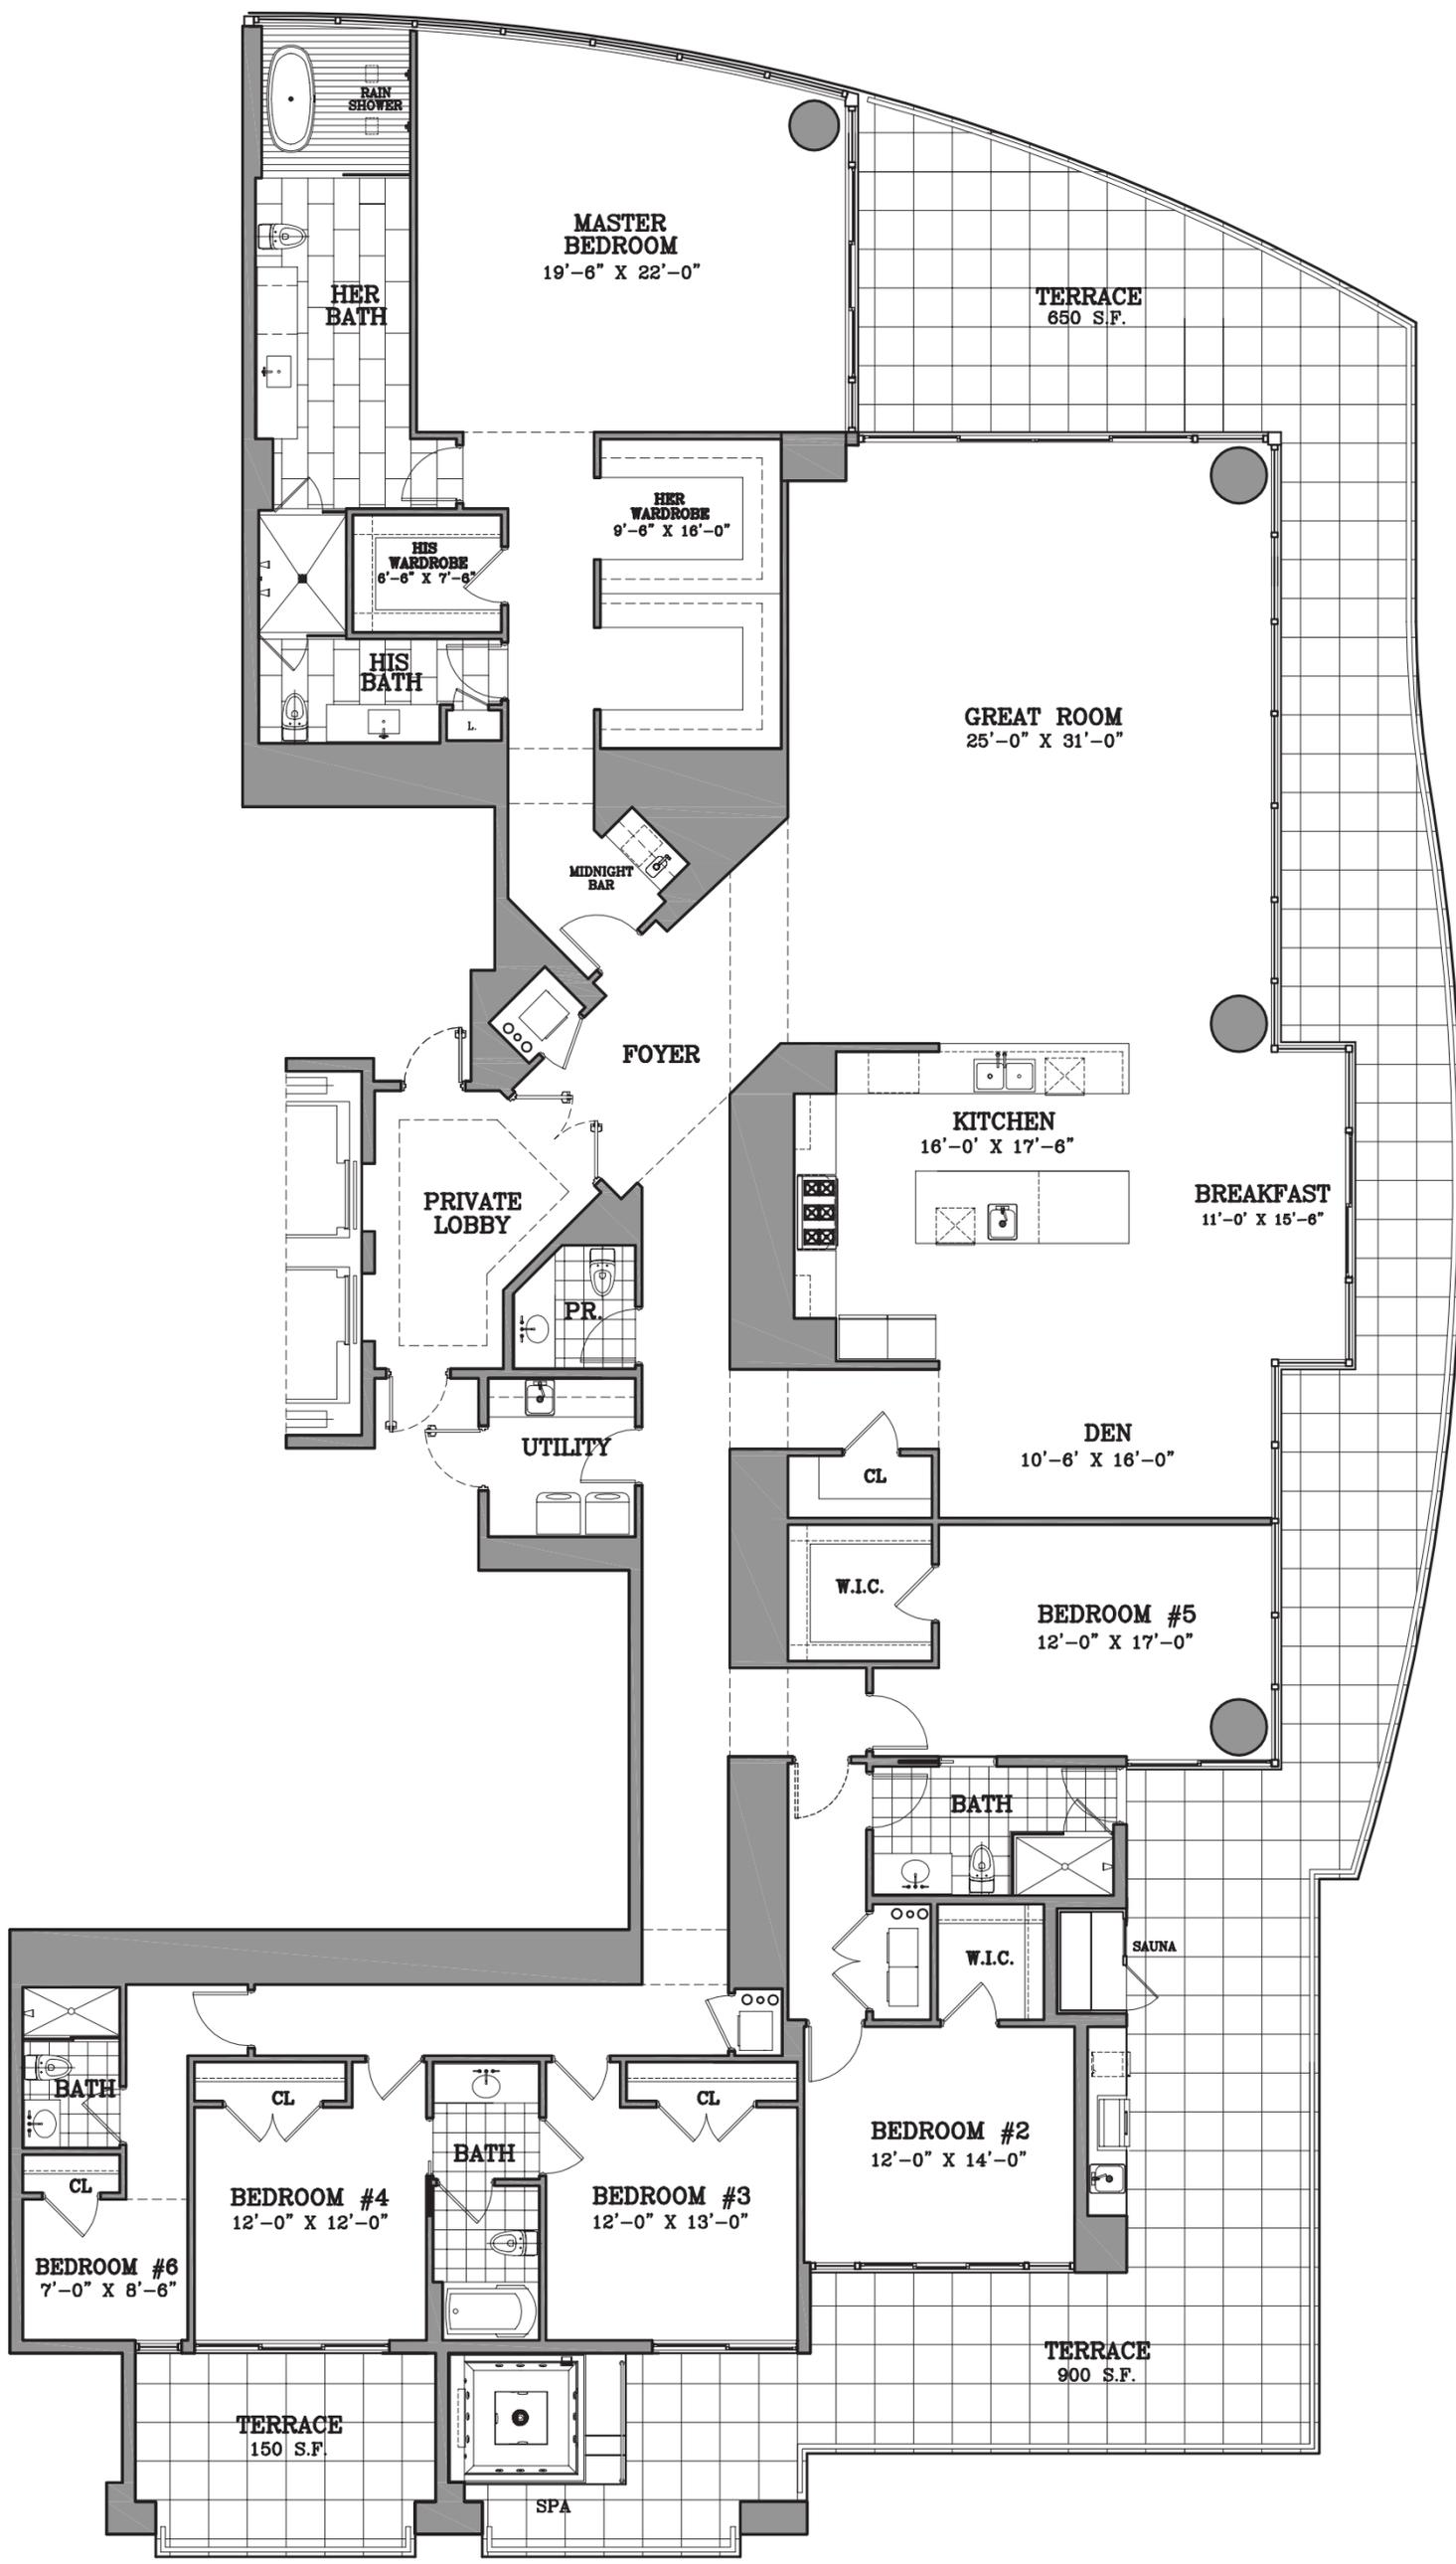 RAIN
SHOWER
MASTER
BEDROOM
19'-6" X 22'-0"
HER
BATH
TERRACE
650 S.F.
HER
WARDROBE
9'-6" X 16'-0"
HIS
WARDROBE
6'-6" X 7'-6"
HIS
BATH
L.
GREAT ROOM
25'-0" X 31'-0"
MIDNIGHT
BAR
FOYER
KITCHEN
16'-0' X 17'-6"
PRIVATE
LOBBY
BREAKFAST
11'-0' X 15'-6"
PR.
UTILITY
DEN
10'-6' X 16'-0"
CL
W.I.C.
BEDROOM #5
12'-0" X 17'-0"
BATH
W.I.C.
SAUNA
BATH
CL
CL
BEDROOM #2
12'-0" X 14'-0"
BATH
CL
BEDROOM #4
12'-0" X 12'-0"
BEDROOM #3
12'-0" X 13'-0"
BEDROOM #6
7'-0" X 8'-6"
TERRACE
900 S.F.
TERRACE
150 S.F.
SPA